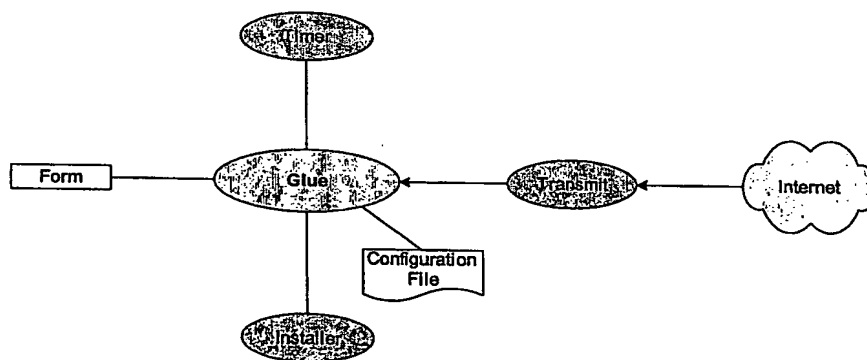 Timer
Form
Glue
Transmit
Internet
Configuration
File
Installer